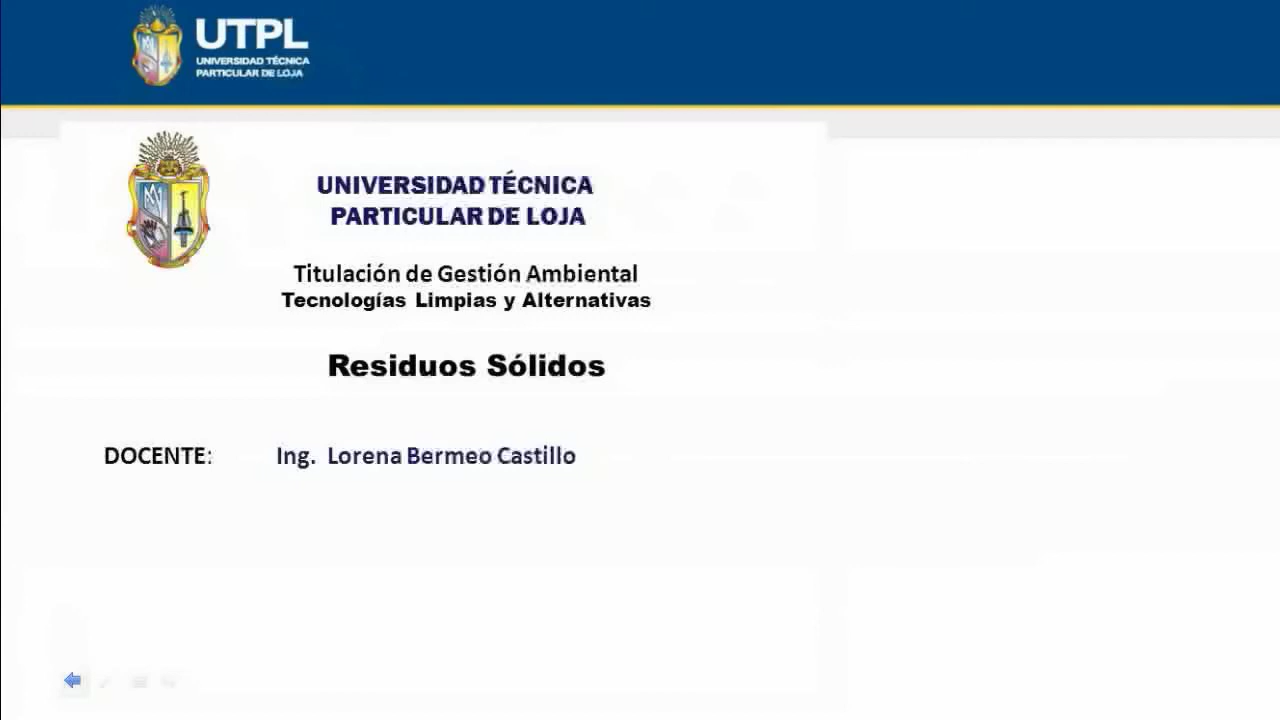 UTPL
UNIVERSIDAD TÉCNICA
PARTICULAR DE LOJA
UNIVERSIDAD TÉCNICA
PARTICULAR DE LOJA
Titulación de Gestión Ambiental
Tecnologías Limpias y Alternativas
Residuos Sólidos
DOCENTE: Ing. Lorena Bermeo Castillo